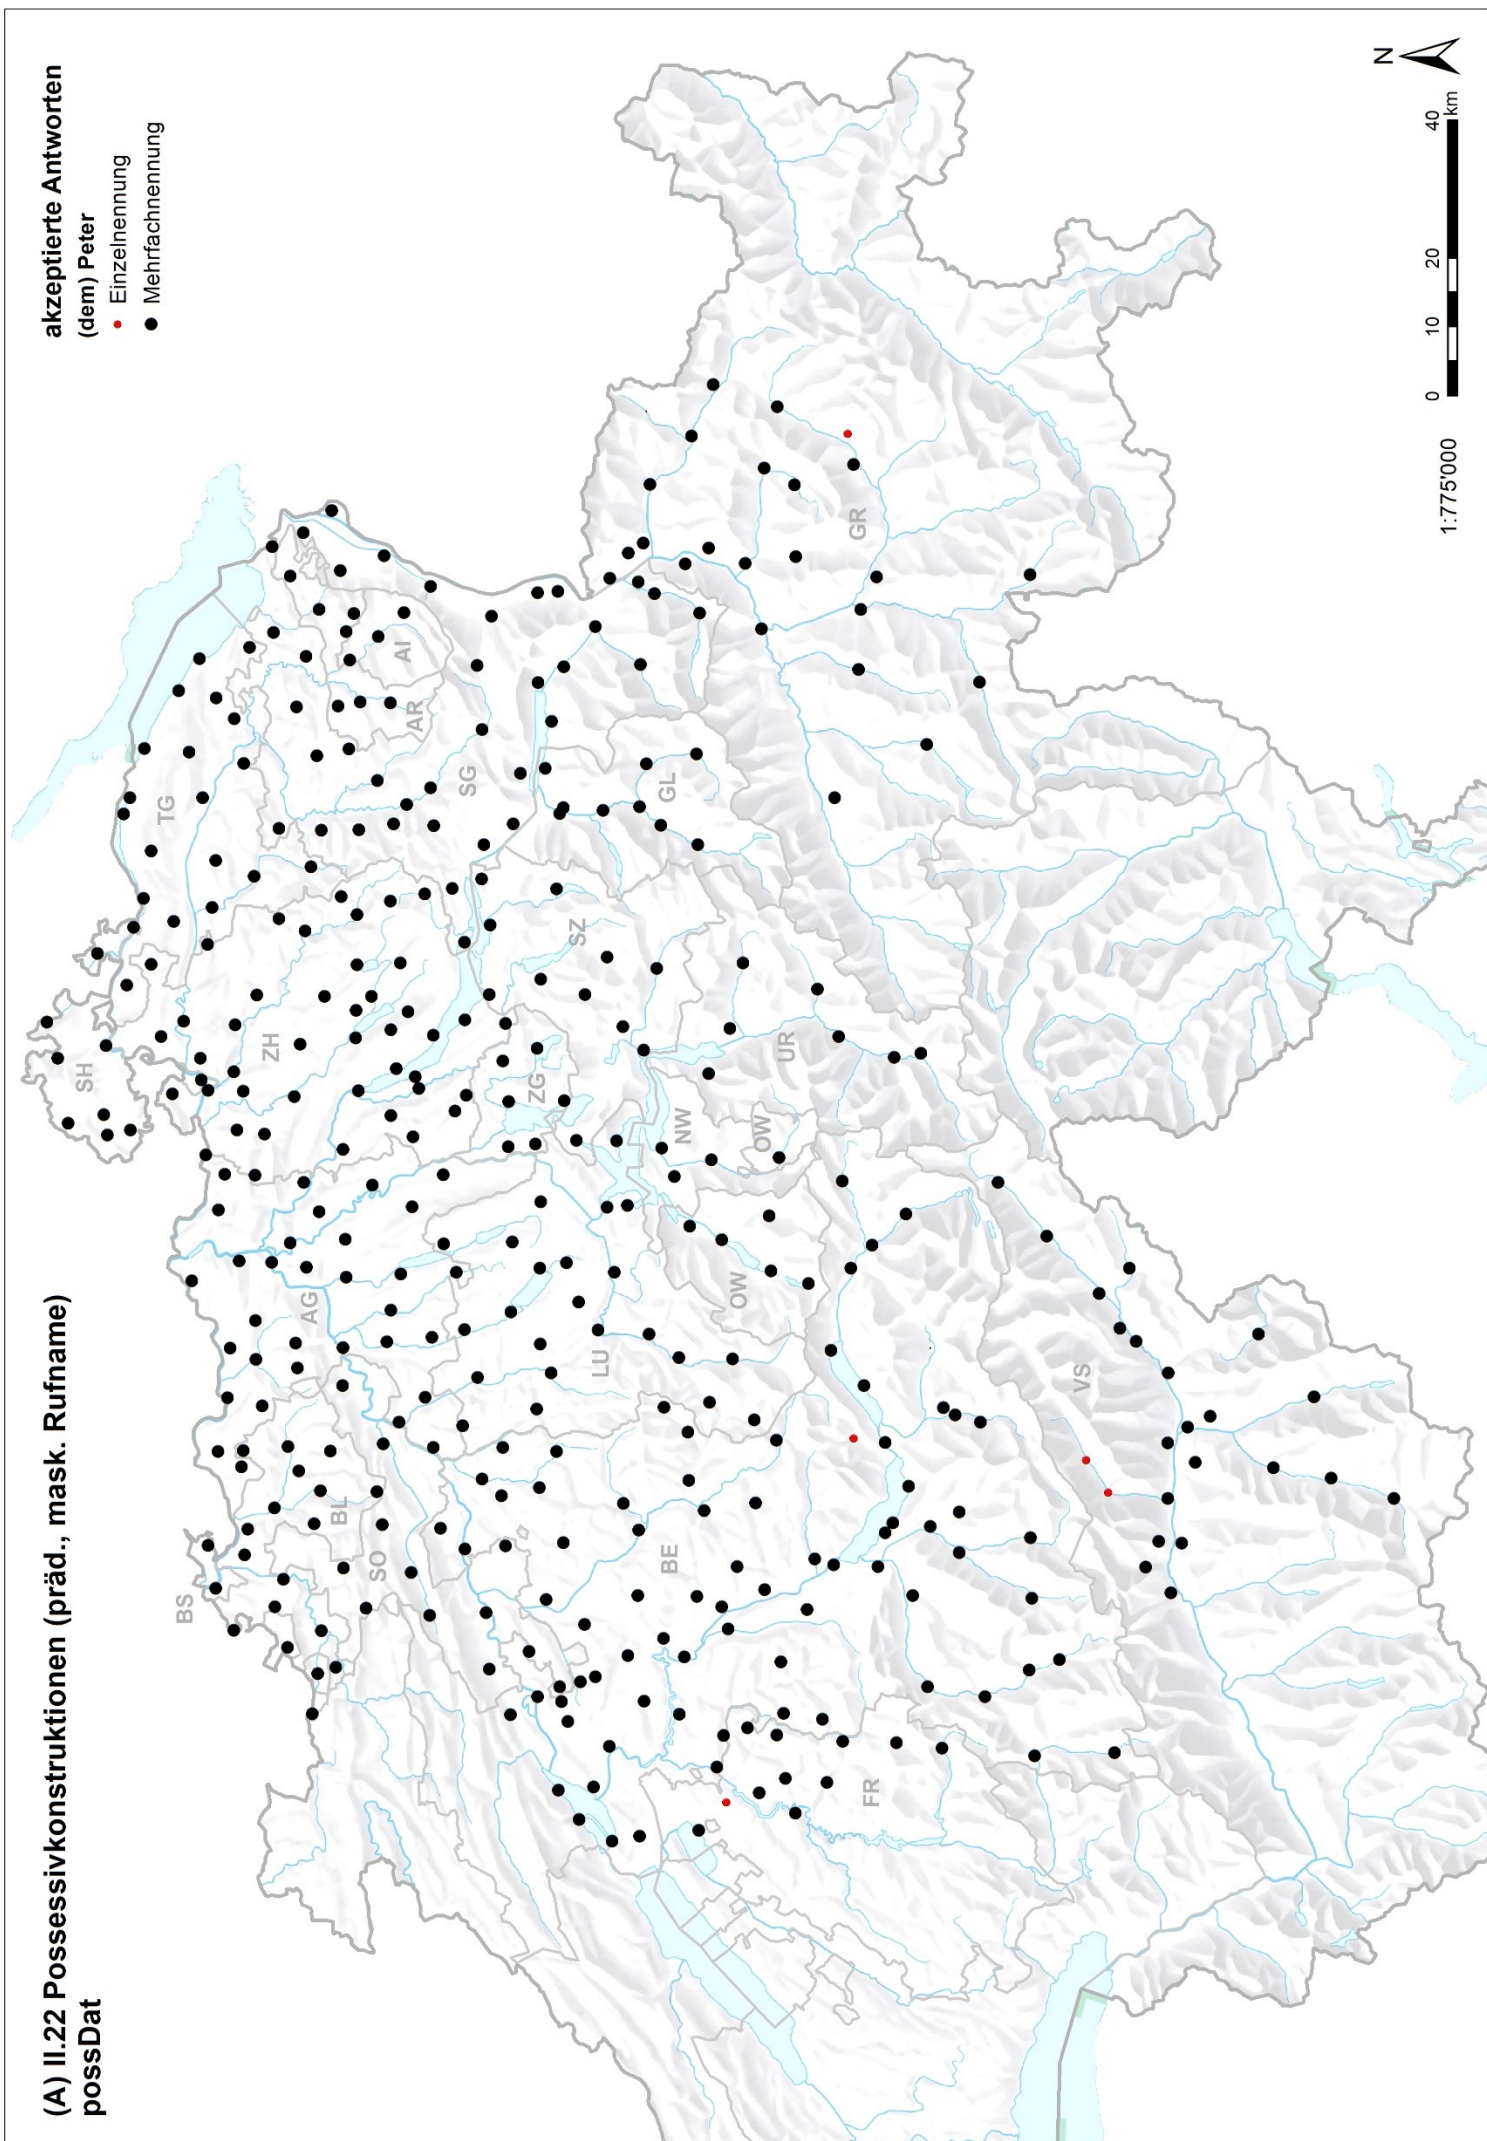 (A) II.22 Possessivkonstruktionen (präd., mask. Rufname)
possDat
akzeptierte Antworten
(dem) Peter
Einzelnennung
Mehrfachnennung
SH
TG
BS
ZH
AG
BL
SO
AI
AR
SG
ZG
SZ
LU
GL
NW
OW
OW
UR
BE
GR
FR
VS
N
0 10 20 40
km
1:775'000